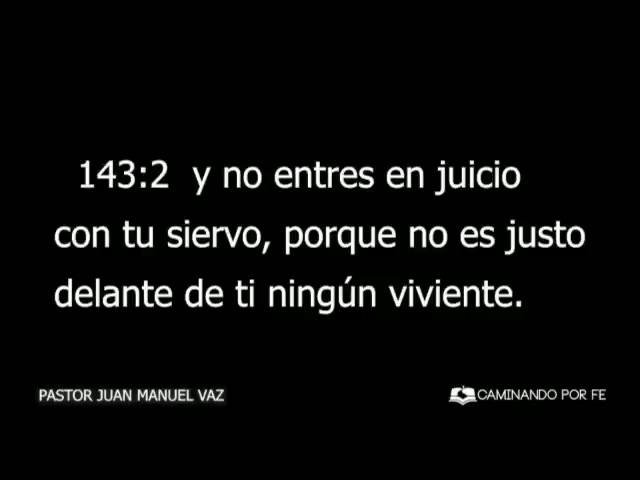 143:2 y no entres en juicio
con tu siervo, porque no es justo
delante de ti ningún viviente.
PASTOR JUAN MANUEL VAZ
CAMINANDO POR FE